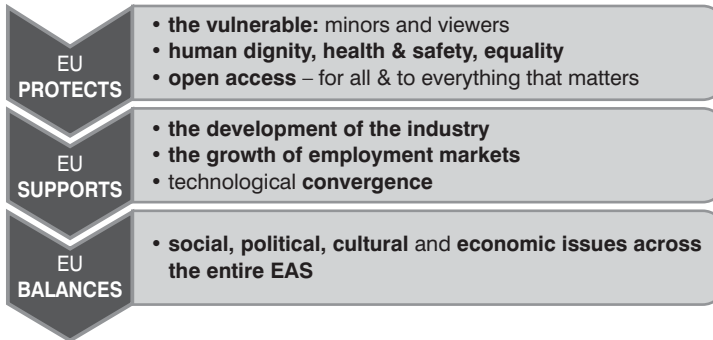 EU
PROTECTS
• the vulnerable: minors and viewers
• human dignity, health & safety, equality
• open access – for all & to everything that matters
EU
SUPPORTS
• the development of the industry
• the growth of employment markets
• technological convergence
EU
BALANCES
• social, political, cultural and economic issues across
the entire EAS